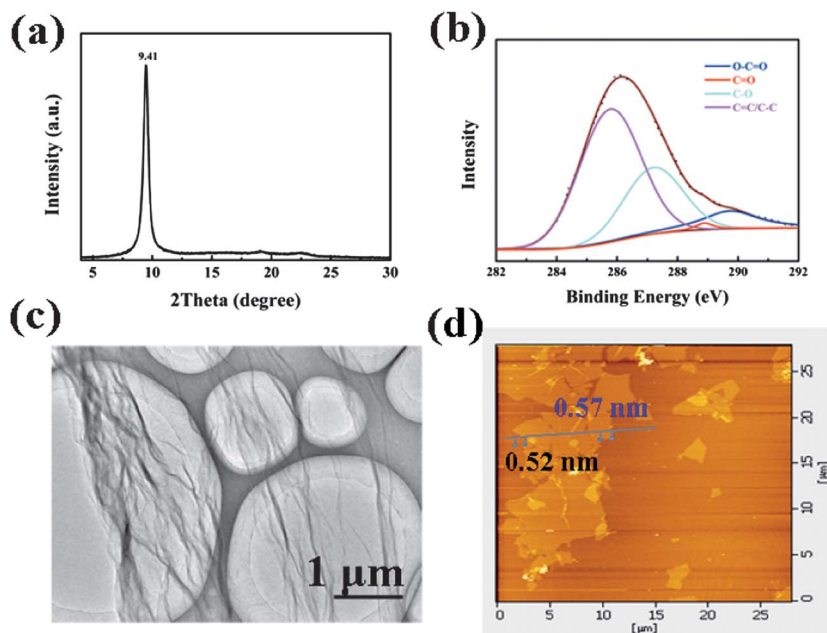 (a)
9.41
Intensity (a.u.)
5 10 15 20 25 30
2Theta (degree)
(b)
O-C=O
C=O
C-O
C=C/C-C
Intensity
282 284 286 288 290 292
Binding Energy (eV)
(c)
1 μm
(d)
0.57 nm
0.52 nm
0 5 10 15 20 25
[μm]
0 5 10 15 20 25
[μm]